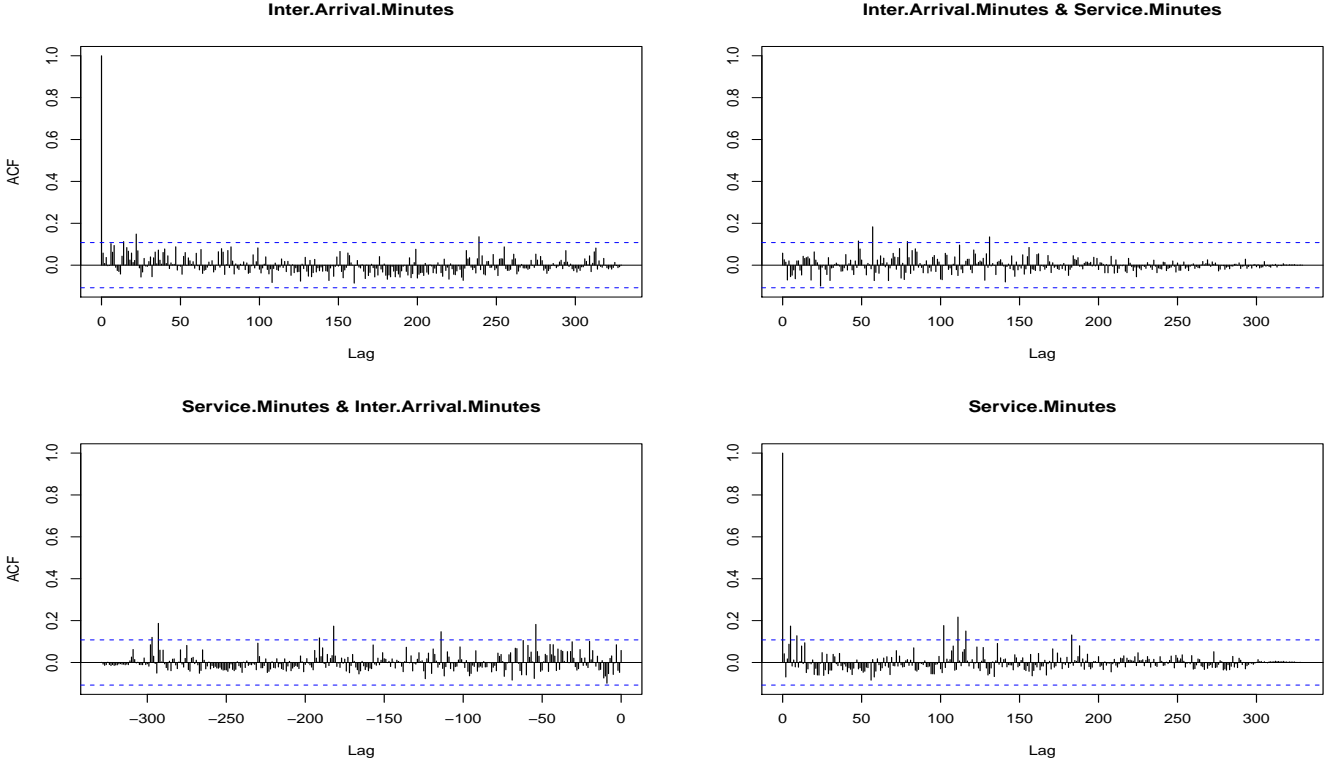 Inter.Arrival.Minutes
ACF
0.0 0.2 0.4 0.6 0.8 1.0
0 50 100 150 200 250 300
Lag
Inter.Arrival.Minutes & Service.Minutes
0.0 0.2 0.4 0.6 0.8 1.0
0 50 100 150 200 250 300
Lag
Service.Minutes & Inter.Arrival.Minutes
ACF
0.0 0.2 0.4 0.6 0.8 1.0
−300 −250 −200 −150 −100 −50 0
Lag
Service.Minutes
0.0 0.2 0.4 0.6 0.8 1.0
0 50 100 150 200 250 300
Lag